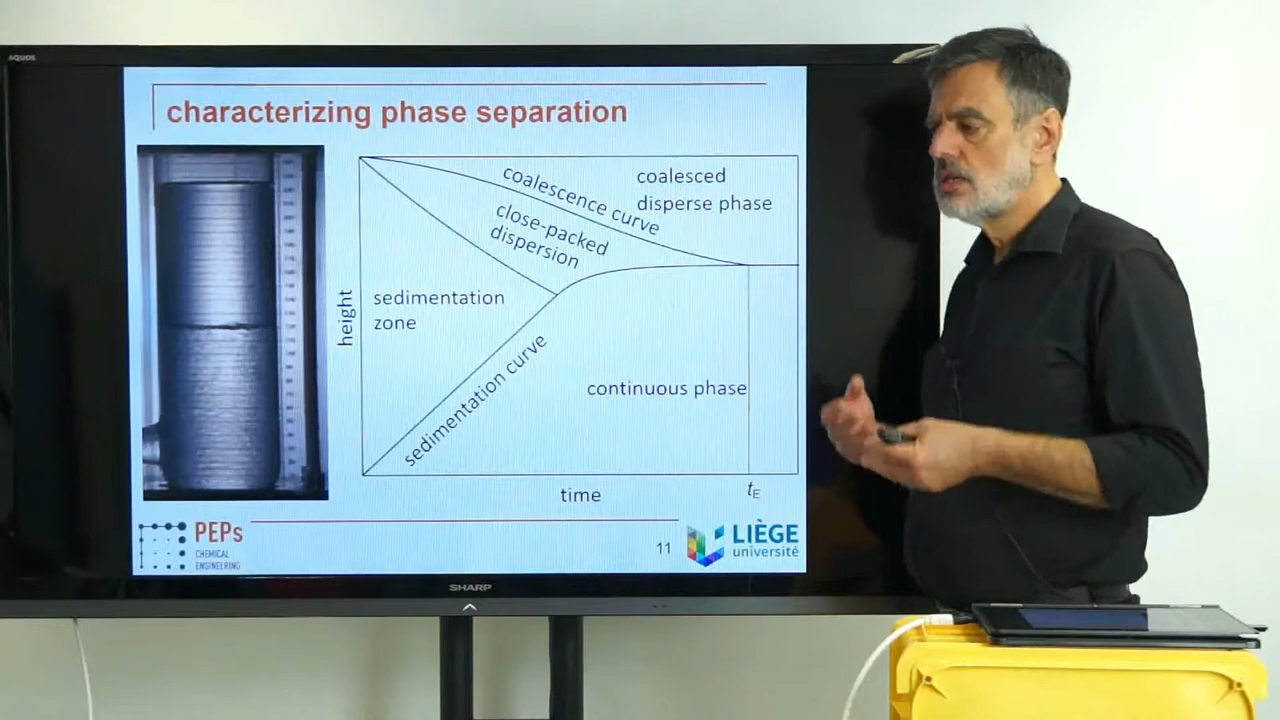 AQUOS
characterizing phase separation
coalescence curve
coalesced
disperse phase
close-packed
dispersion
sedimentation
zone
height
sedimentation curve
continuous phase
time
tE
PEPs
CHEMICAL
ENGINEERING
11
LIÈGE
université
SHARP